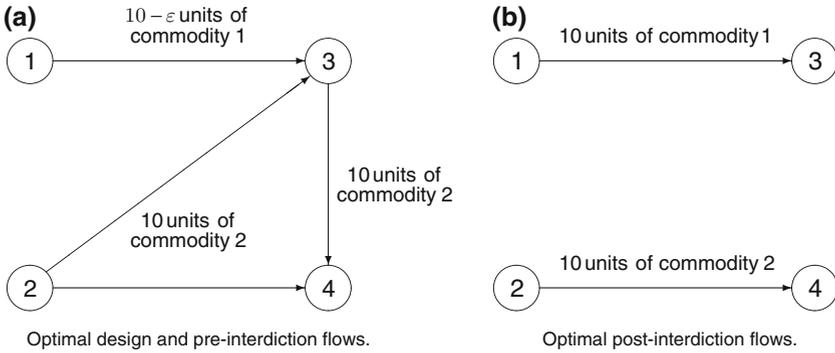 (a)
10 – ε units of
commodity 1
1
3
10 units of
commodity 2
10 units of
commodity 2
2
4
Optimal design and pre-interdiction flows.
(b)
10 units of commodity 1
1
3
10 units of commodity 2
2
4
Optimal post-interdiction flows.